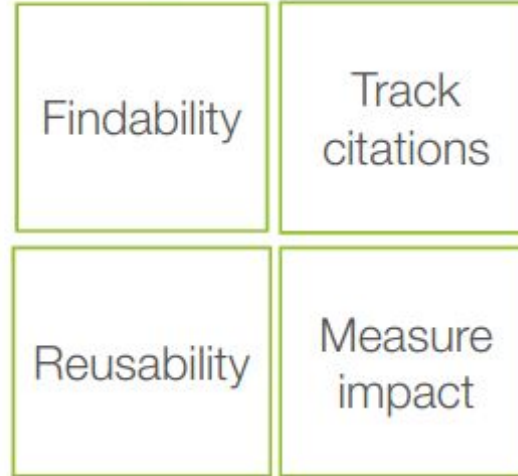 Findability
Track
citations
Reusability
Measure
impact